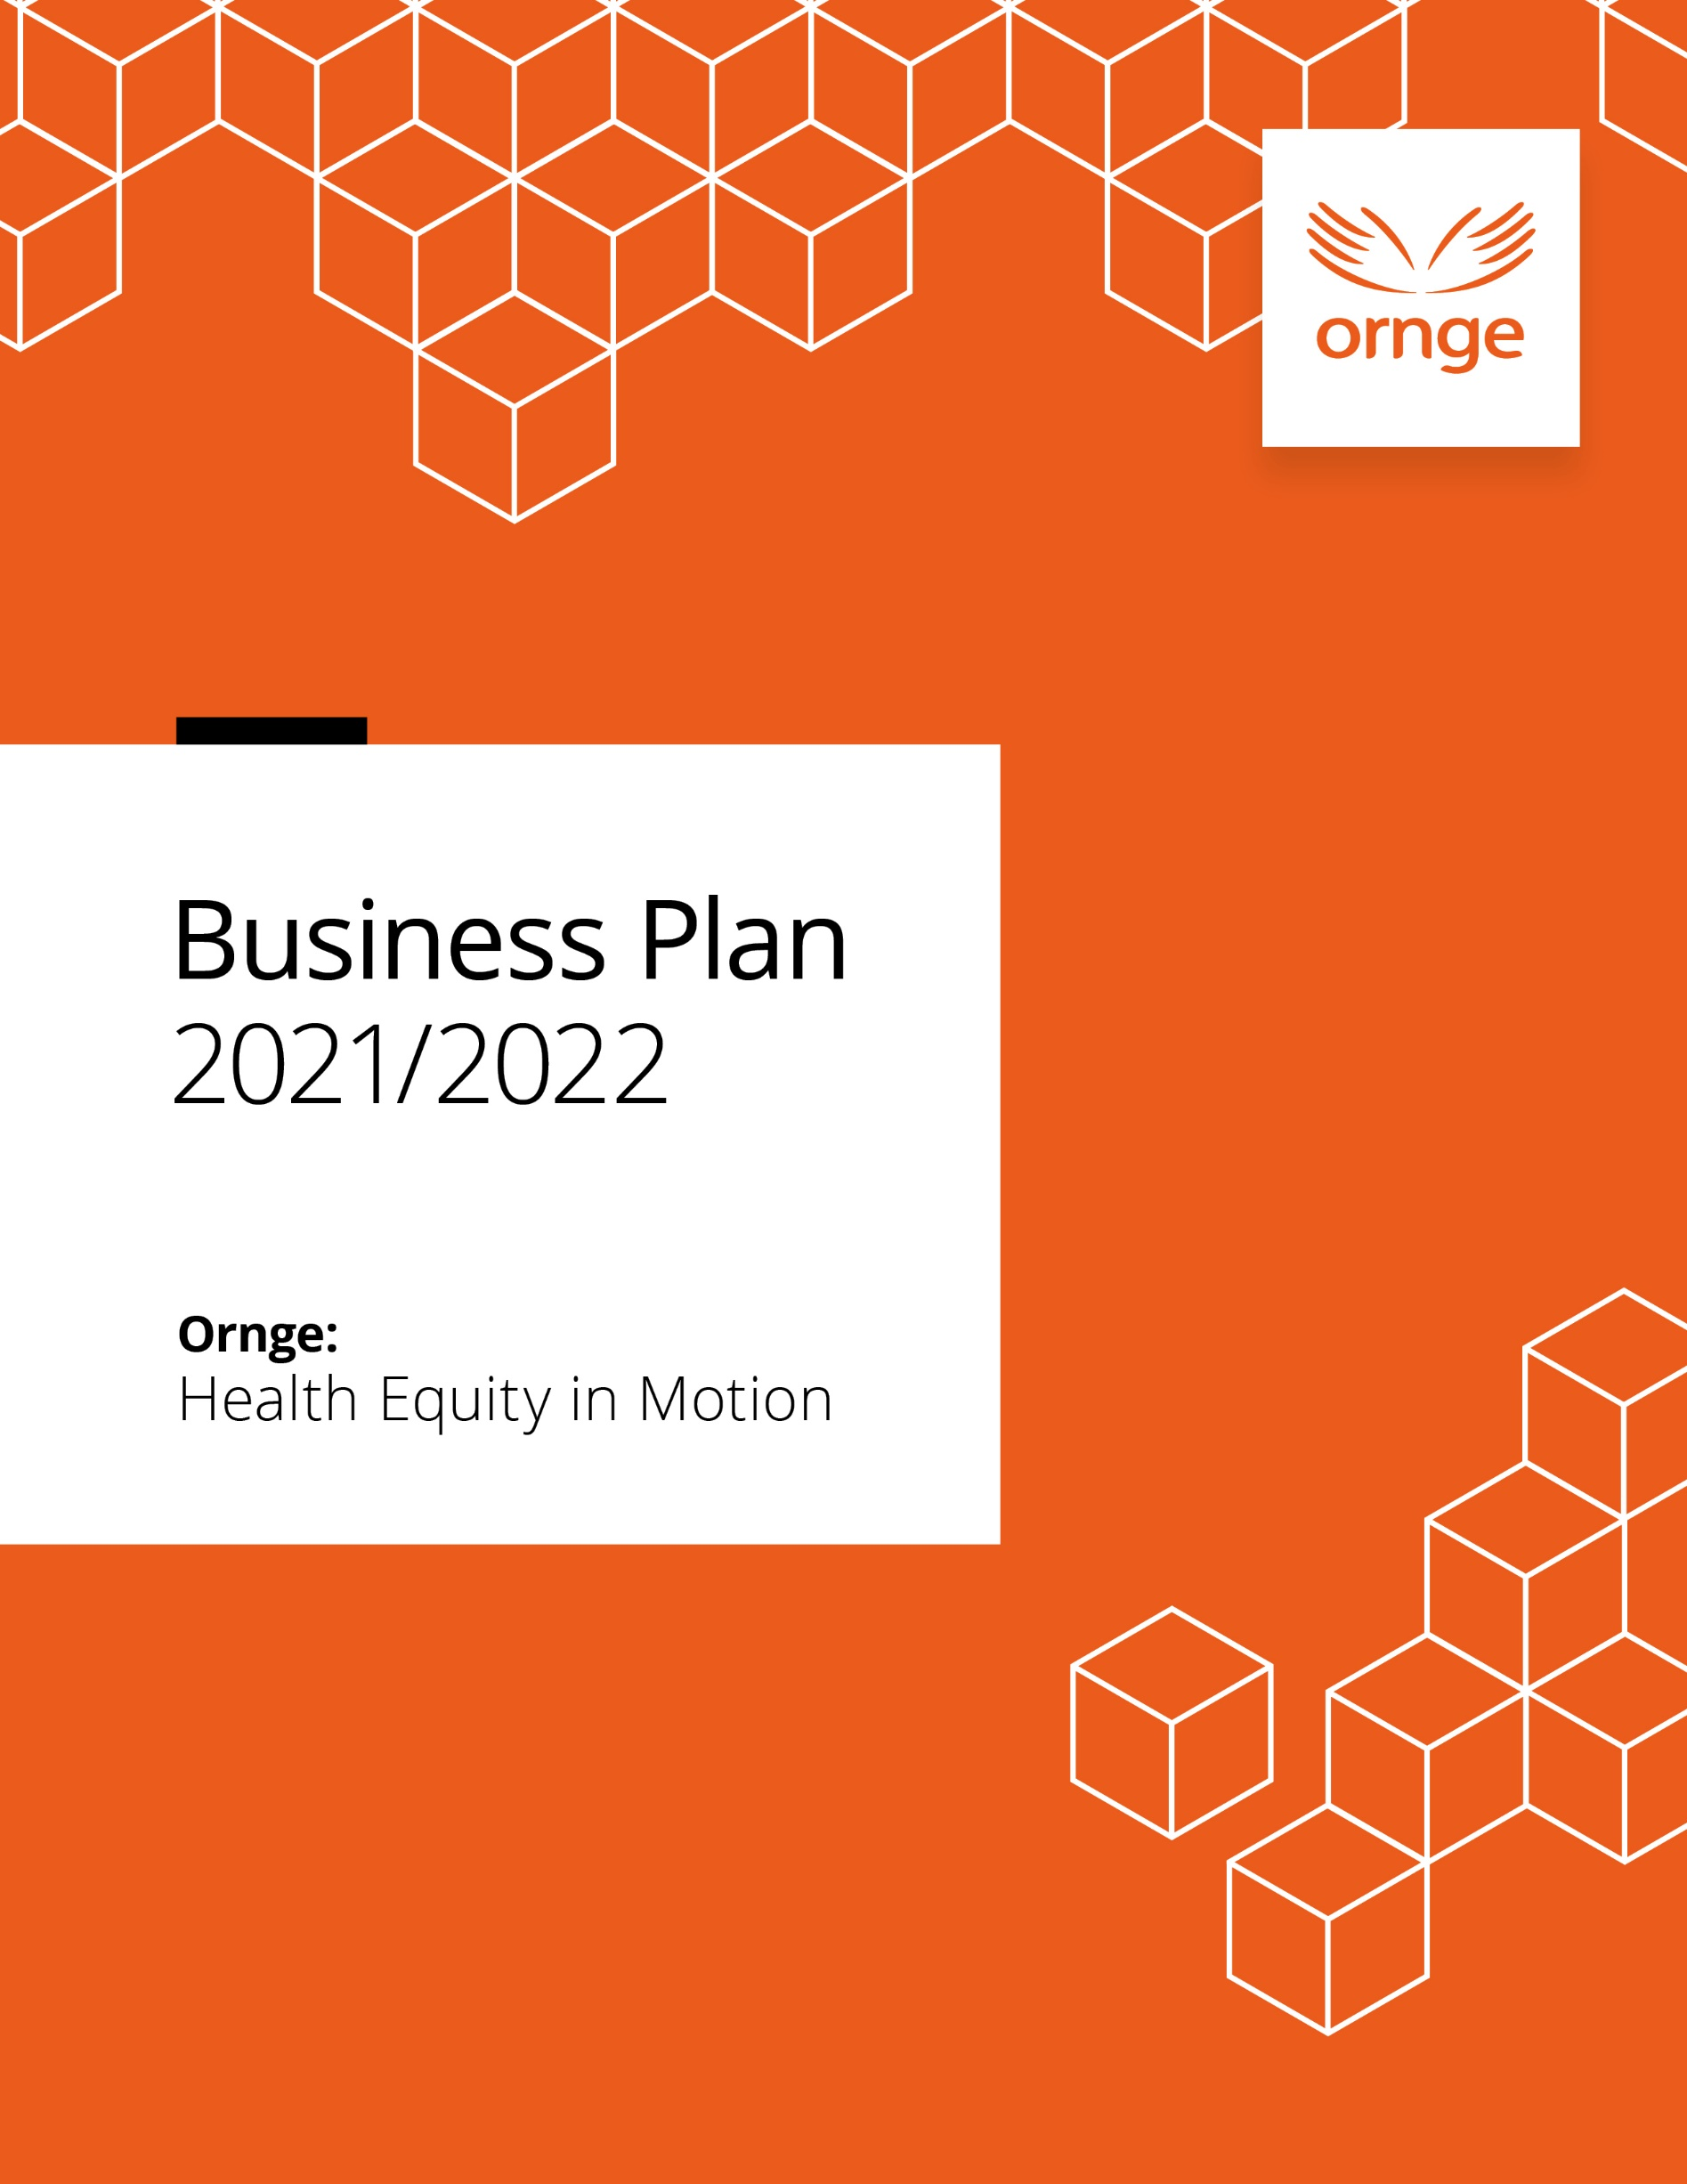 ornge
Business Plan
2021/2022
Ornge:
Health Equity in Motion